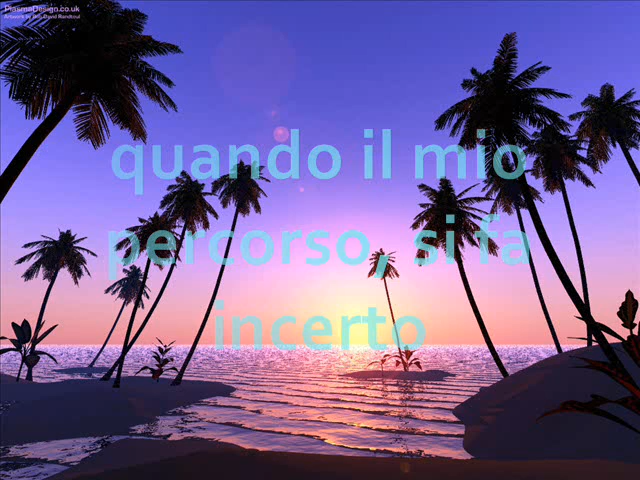 PlasmaDesign.co.uk
quando il mio
percorso, si fa
incerto